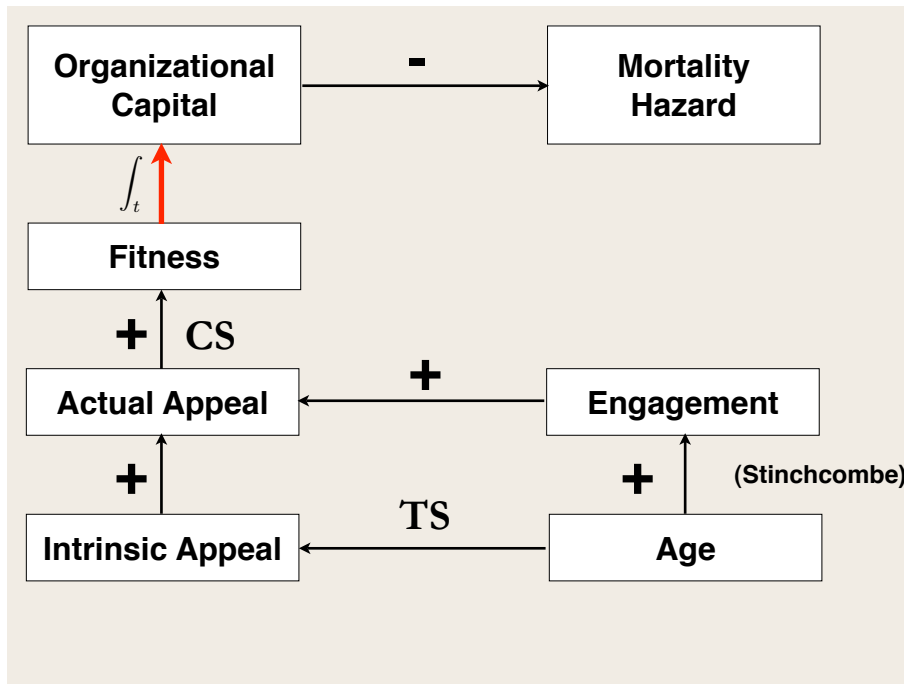 Organizational
Capital
-
Mortality
Hazard
∫t
Fitness
+ CS
Actual Appeal
+
Engagement
+
+
(Stinchcombe)
Intrinsic Appeal
TS
Age